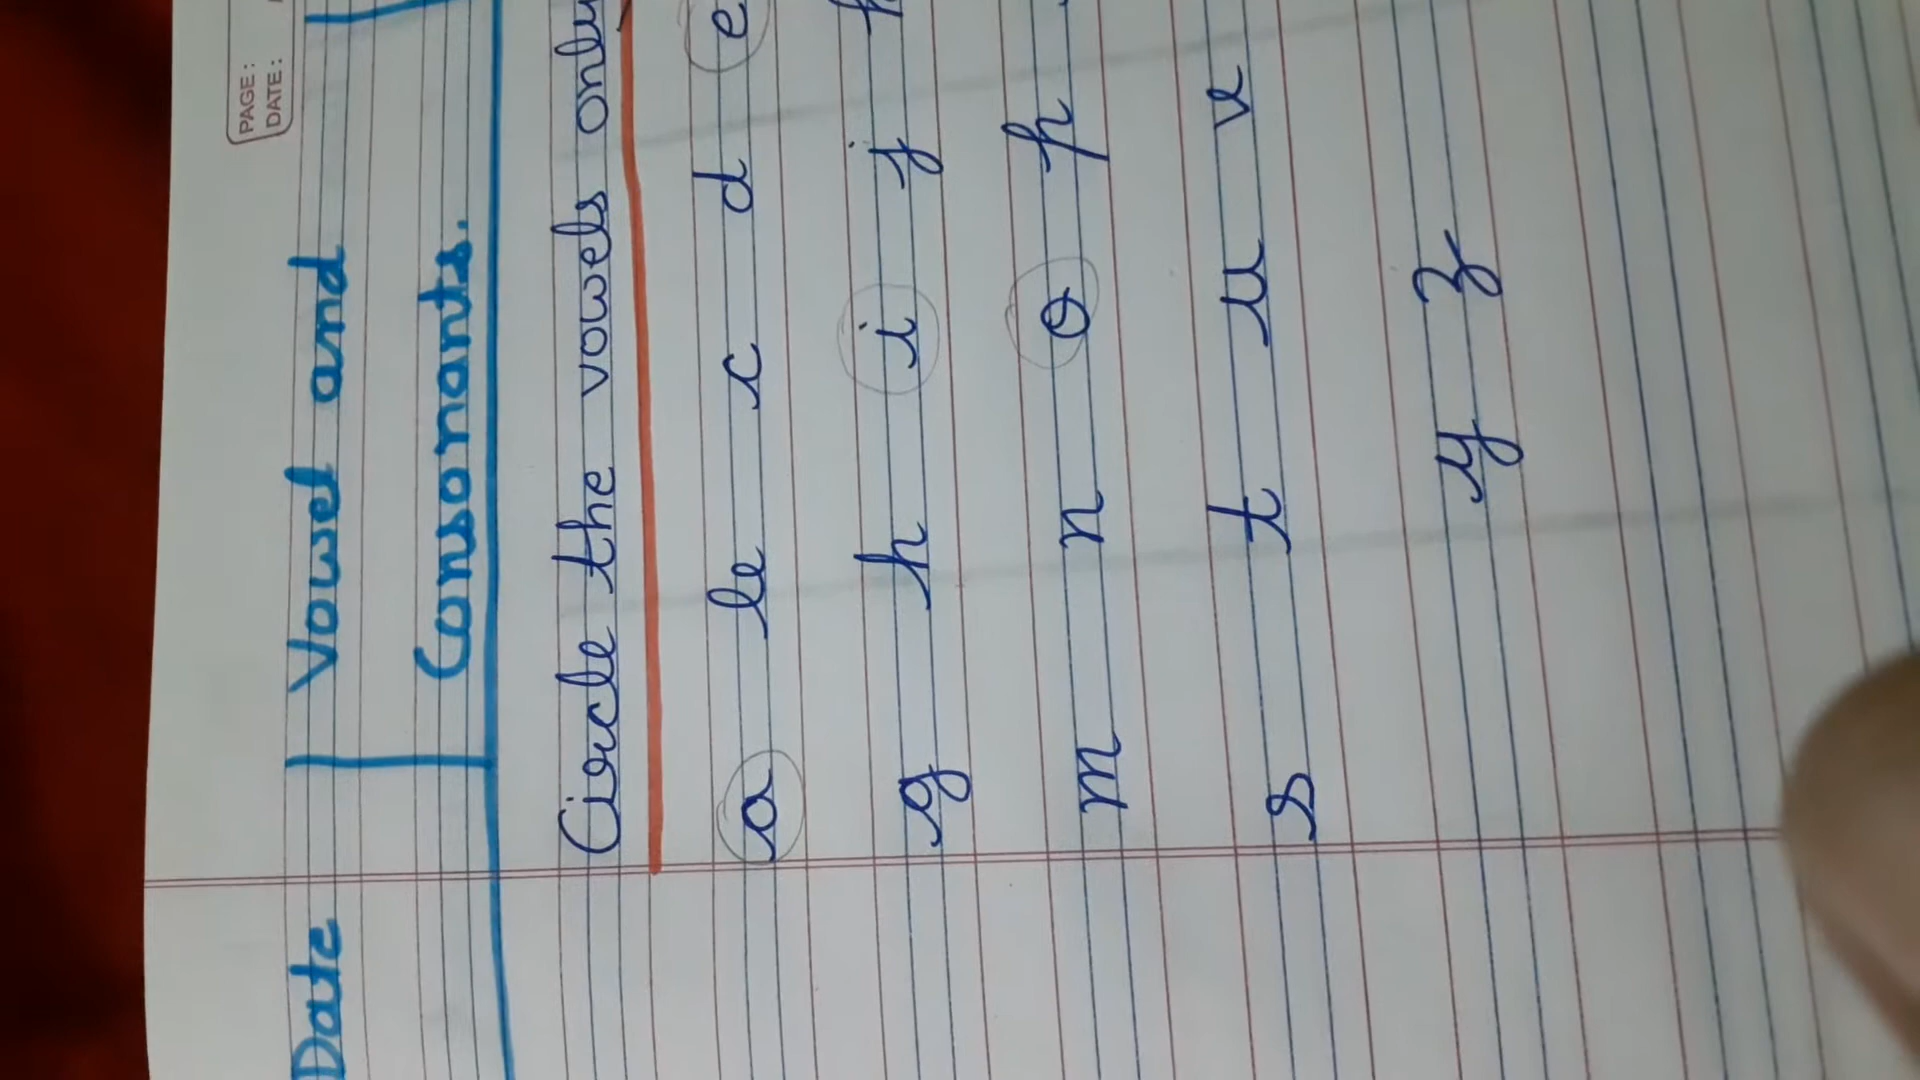 PAGE:
DATE:
Date Vowel and
Consonants.
Circle the vowels only
a b c d e
g h i j
m n o p
s t u v
y z